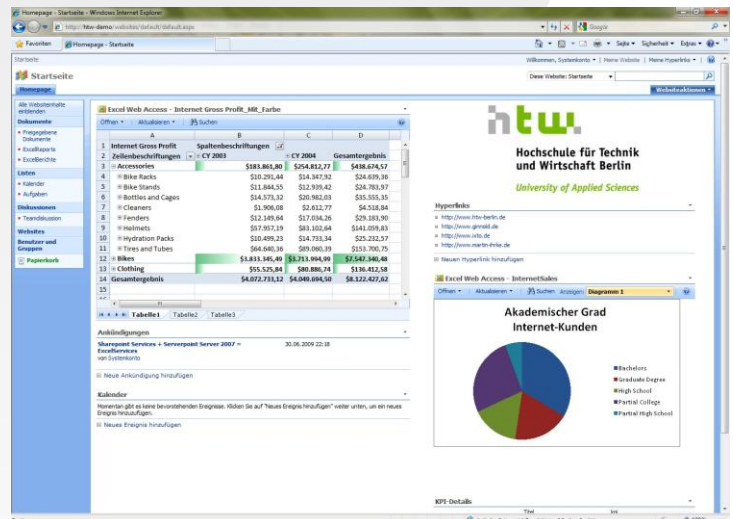 Homepage - Startseite - Windows Internet Explorer
http://htw-demo/websites/default/default.aspx
Google
Favoriten Homepage - Startseite
Seite Sicherheit Extras
Startseite
Willkommen, Systemkonto Meine Website Meine Hyperlinks
Startseite
Diese Website: Startseite
Homepage
Websiteaktionen
Alle Websiteinhalte
einblenden
Dokumente
Freigegebene
Dokumente
ExcelReports
ExcelBerichte
Listen
Kalender
Aufgaben
Diskussionen
Teamdiskussion
Websites
Benutzer und
Gruppen
Papierkorb
Excel Web Access - Internet Gross Profit_Mit_Farbe
Öffnen Aktualisieren Suchen
A B C D
1 Internet Gross Profit Spaltenbeschriftungen
2 Zeilenbeschriftungen CY 2003 CY 2004 Gesamtergebnis
3 Accessories $183.861,80 $254.812,77 $438.674,57
4 Bike Racks $10.291,44 $14.347,92 $24.639,36
5 Bike Stands $11.844,55 $12.939,42 $24.783,97
6 Bottles and Cages $14.573,32 $20.982,03 $35.555,35
7 Cleaners $1.906,08 $2.612,77 $4.518,84
8 Fenders $12.149,64 $17.034,26 $29.183,90
9 Helmets $57.957,19 $83.102,64 $141.059,83
10 Hydration Packs $10.499,23 $14.733,34 $25.232,57
11 Tires and Tubes $64.640,36 $89.060,39 $153.700,75
12 Bikes $3.833.345,49 $3.713.994,99 $7.547.340,48
13 Clothing $55.525,84 $80.886,74 $136.412,58
14 Gesamtergebnis $4.072.733,12 $4.049.694,50 $8.122.427,62
15
Tabelle1 Tabelle2 Tabelle3
Ankündigungen
Sharepoint Services + Serverpoint Server 2007 = 30.06.2009 22:18
ExcelServices
von Systemkonto
Neue Ankündigung hinzufügen
Kalender
Momentan gibt es keine bevorstehenden Ereignisse. Klicken Sie auf "Neues Ereignis hinzufügen" weiter unten, um ein neues
Ereignis hinzuzufügen.
Neues Ereignis hinzufügen
htw.
Hochschule für Technik
und Wirtschaft Berlin
University of Applied Sciences
Hyperlinks
http://www.htw-berlin.de
http://www.ixto.de
Neuen Hyperlink hinzufügen
Excel Web Access - InternetSales
Öffnen Aktualisieren Suchen Anzeigen: Diagramm 1
Akademischer Grad
Internet-Kunden
Bachelors
Graduate Degree
High School
Partial College
Partial High School
KPI-Details
Titel